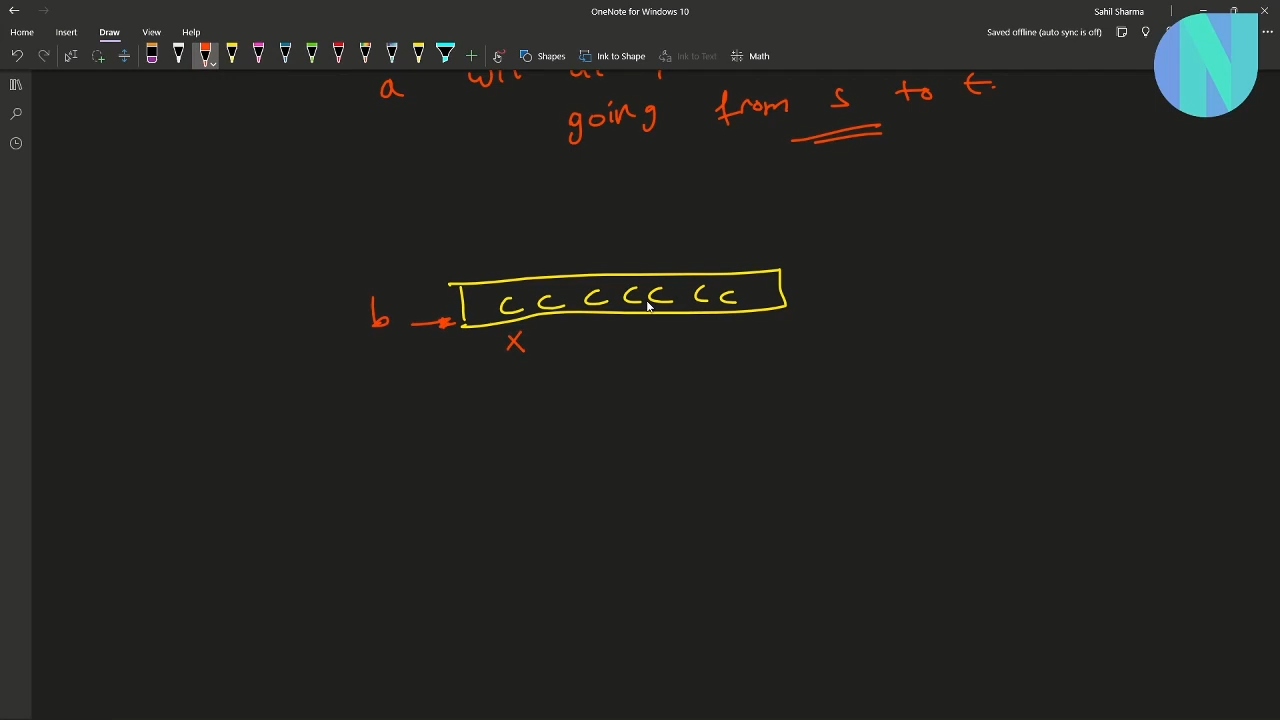 OneNote for Windows 10
Sahil Sharma
Home Insert Draw View Help
Saved offline (auto sync is off)
Shapes Ink to Shape Ink to Text Math
a
going from s to t.
b → c c c c c c c
x